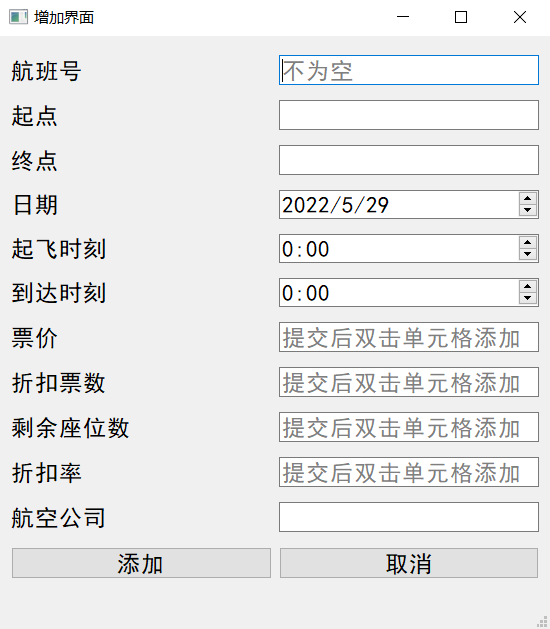 增加界面
航班号 不为空
起点
终点
日期 2022/5/29
起飞时刻 0:00
到达时刻 0:00
票价 提交后双击单元格添加
折扣票数 提交后双击单元格添加
剩余座位数 提交后双击单元格添加
折扣率 提交后双击单元格添加
航空公司
添加 取消